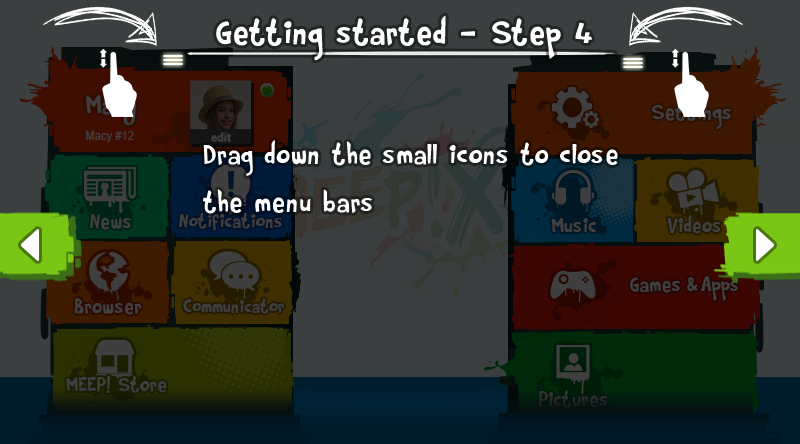 Getting started - Step 4
Macy #12
edit
Settings
Drag down the small icons to close
the menu bars
News
Notifications
Music
Videos
Browser
Communicator
Games & Apps
MEEP! Store
Pictures
MEEP!X